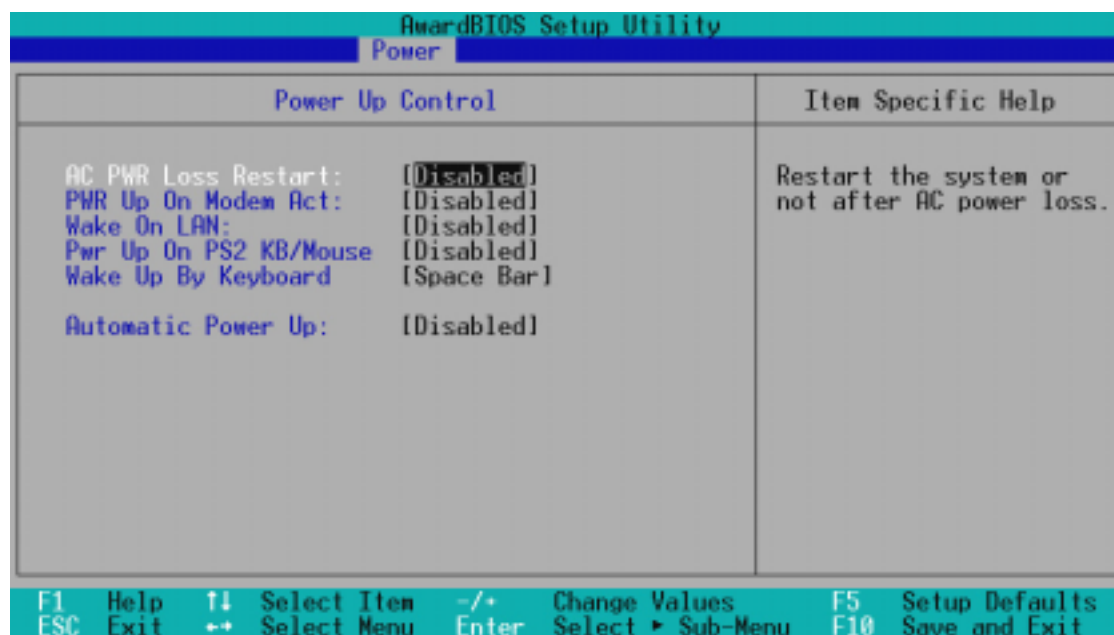 AwardBIOS Setup Utility
Power
Power Up Control
Item Specific Help
AC PWR Loss Restart: [Disabled]
PWR Up On Modem Act: [Disabled]
Wake On LAN: [Disabled]
Pwr Up On PS2 KB/Mouse [Disabled]
Wake Up By Keyboard [Space Bar]
Automatic Power Up: [Disabled]
Restart the system or
not after AC power loss.
F1 Help ↑↓ Select Item -/+ Change Values F5 Setup Defaults
ESC Exit ←→ Select Menu Enter Select ► Sub-Menu F10 Save and Exit